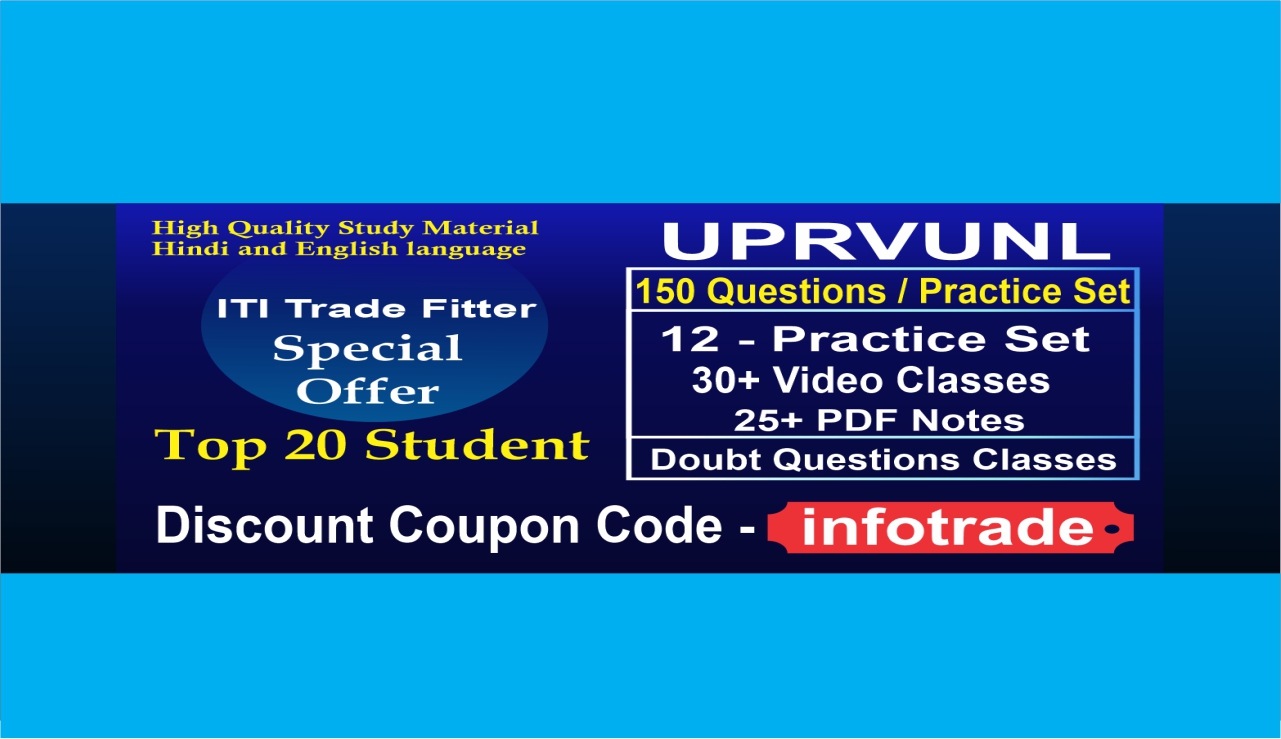 High Quality Study Material
Hindi and English language
ITI Trade Fitter
Special
Offer
Top 20 Student
UPRVUNL
150 Questions / Practice Set
12 - Practice Set
30+ Video Classes
25+ PDF Notes
Doubt Questions Classes
Discount Coupon Code - infotrade